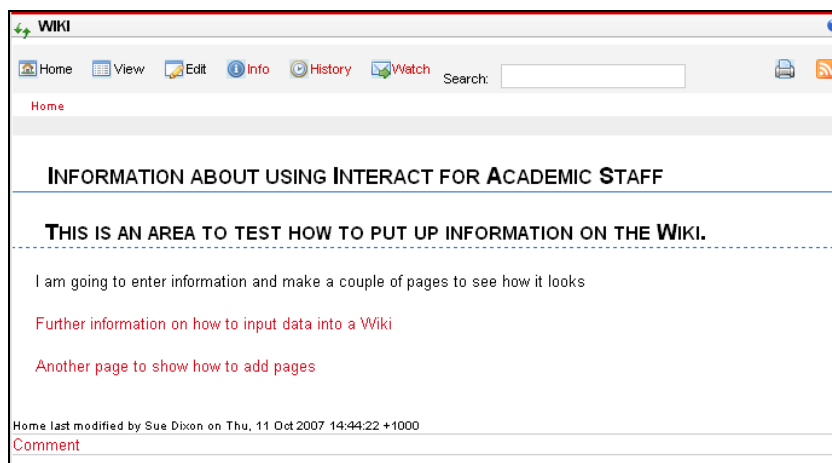 WIKI
Home View Edit Info History Watch Search:
Home
Information about using Interact for Academic Staff
This is an area to test how to put up information on the Wiki.
I am going to enter information and make a couple of pages to see how it looks
Further information on how to input data into a Wiki
Another page to show how to add pages
Home last modified by Sue Dixon on Thu, 11 Oct 2007 14:44:22 +1000
Comment